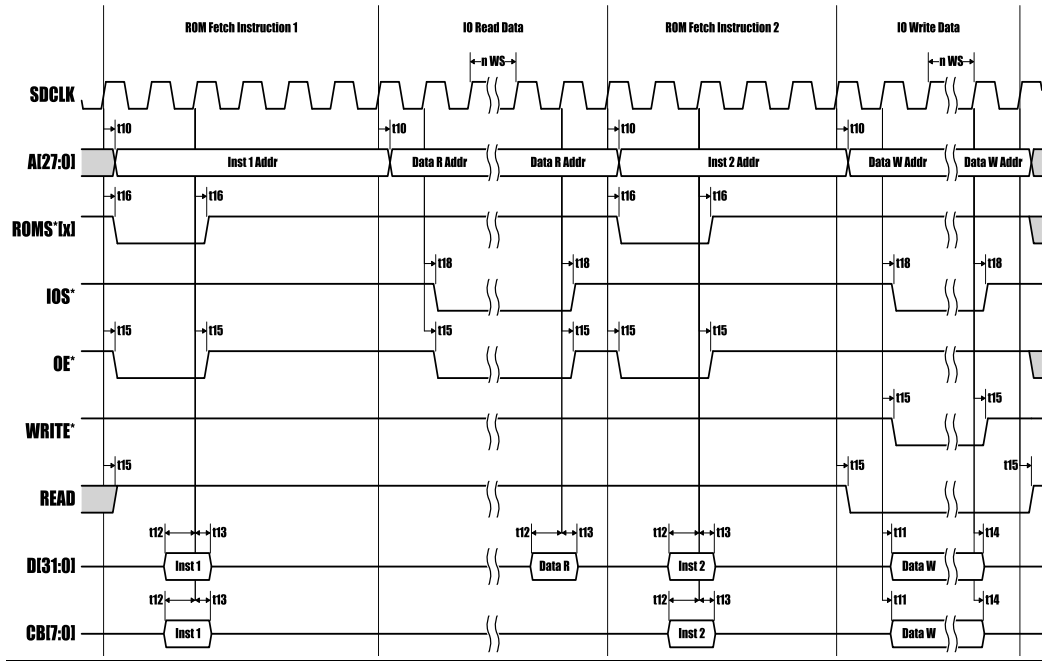 ROM Fetch Instruction 1 IO Read Data ROM Fetch Instruction 2 IO Write Data
n WS n WS
SDCLK
t10 t10 t10 t10
A[27:0] Inst 1 Addr Data R Addr Data R Addr Inst 2 Addr Data W Addr Data W Addr
t16 t16 t16 t16
ROMS*[x]
t18 t18 t18 t18
IOS*
t15 t15 t15 t15 t15 t15
OE*
t15 t15
WRITE*
t15 t15 t15
READ
t12 t13 t12 t13 t12 t13 t11 t14
D[31:0] Inst 1 Data R Inst 2 Data W
t12 t13 t12 t13 t11 t14
CB[7:0] Inst 1 Inst 2 Data W